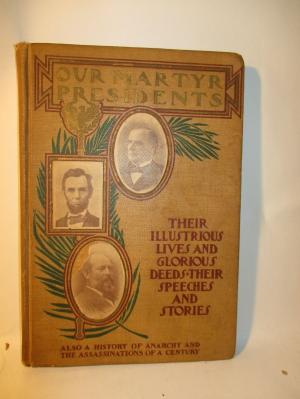 OUR MARTYR
PRESIDENTS
THEIR
ILLUSTRIOUS
LIVES AND
GLORIOUS
DEEDS·THEIR
SPEECHES
AND
STORIES
ALSO A HISTORY OF ANARCHY AND
THE ASSASSINATIONS OF A CENTURY